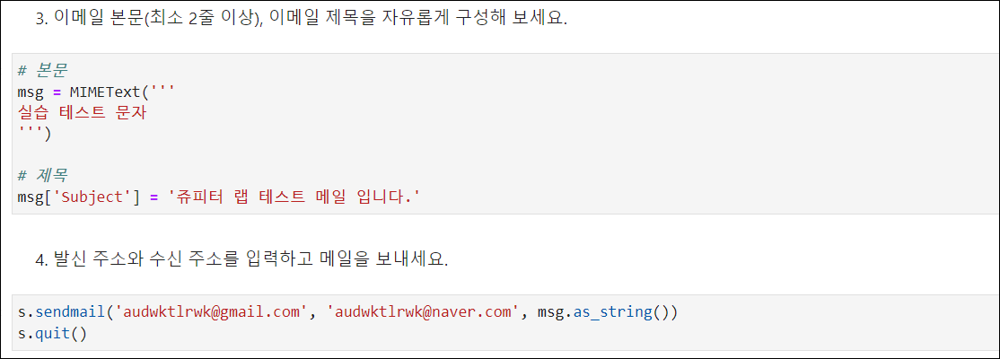 3. 이메일 본문(최소 2줄 이상), 이메일 제목을 자유롭게 구성해 보세요.
# 본문
msg = MIMEText('''
실습 테스트 문자
''')
# 제목
msg['Subject'] = '쥬피터 랩 테스트 메일 입니다.'
4. 발신 주소와 수신 주소를 입력하고 메일을 보내세요.
s.sendmail('audwktlrwk@gmail.com', 'audwktlrwk@naver.com', msg.as_string())
s.quit()